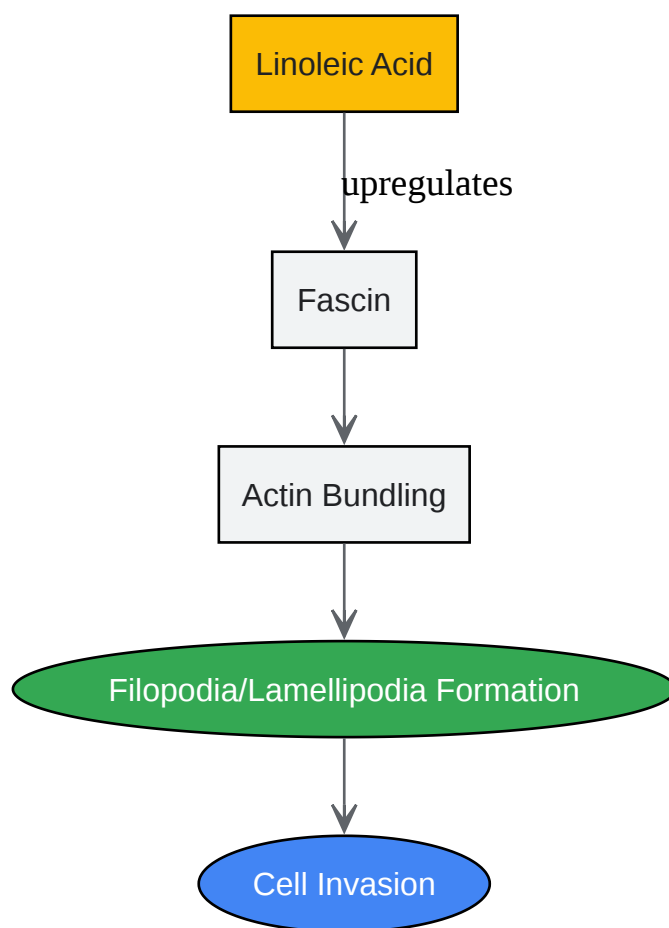 Linoleic Acid
upregulates
Fascin
Actin Bundling
Filopodia/Lamellipodia Formation
Cell Invasion